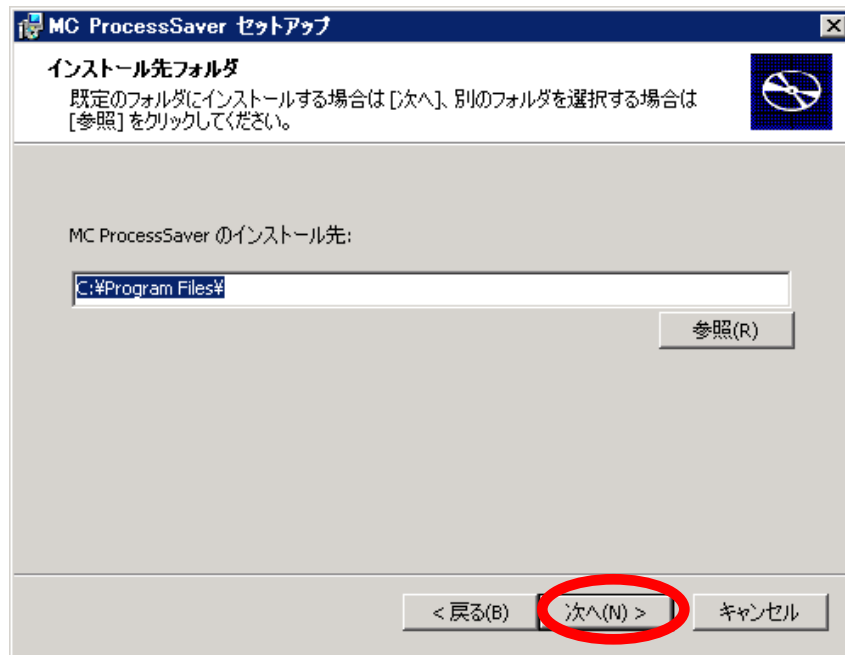 MC ProcessSaver セットアップ
インストール先フォルダ
既定のフォルダにインストールする場合は [次へ]、別のフォルダを選択する場合は
[参照] をクリックしてください。
MC ProcessSaver のインストール先:
C:¥Program Files¥
参照(R)
< 戻る(B)
次へ(N) >
キャンセル